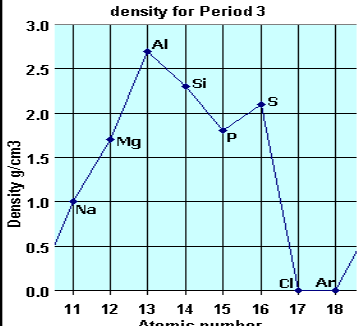 density for Period 3
3.0
Al
2.5
Si
S
2.0
Mg
P
Density g/cm3
1.5
1.0
Na
0.5
Cl Ar
0.0
11 12 13 14 15 16 17 18
Atomic number